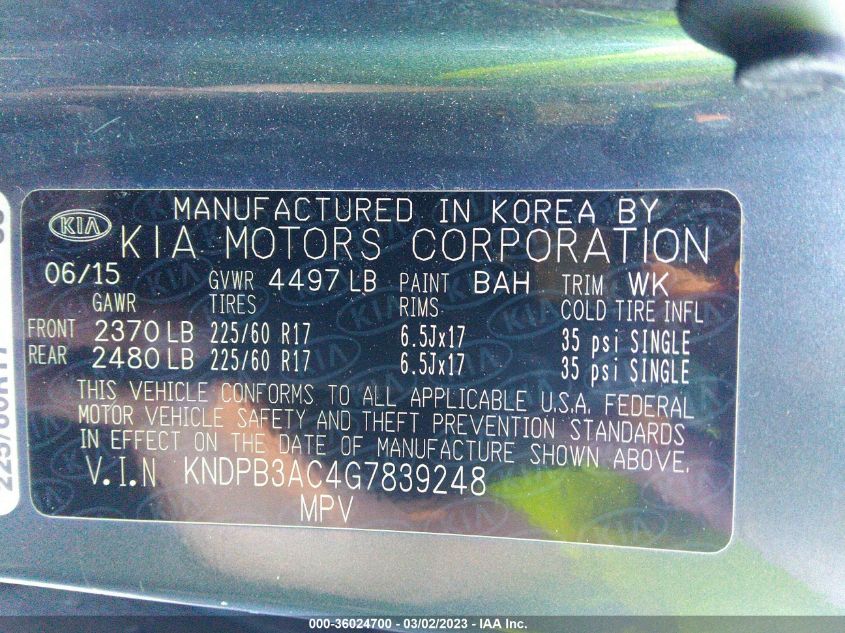 MANUFACTURED IN KOREA BY
KIA KIA MOTORS CORPORATION
06/15 GVWR 4497 LB PAINT BAH TRIM WK
GAWR TIRES RIMS COLD TIRE INFL
FRONT 2370 LB 225/60 R17 6.5Jx17 35 psi SINGLE
REAR 2480 LB 225/60 R17 6.5Jx17 35 psi SINGLE
THIS VEHICLE CONFORMS TO ALL APPLICABLE U.S.A. FEDERAL
MOTOR VEHICLE SAFETY AND THEFT PREVENTION STANDARDS
IN EFFECT ON THE DATE OF MANUFACTURE SHOWN ABOVE.
V.I.N KNDPB3AC4G7839248
MPV
225/60R17
000-36024700 - 03/02/2023 - IAA Inc.